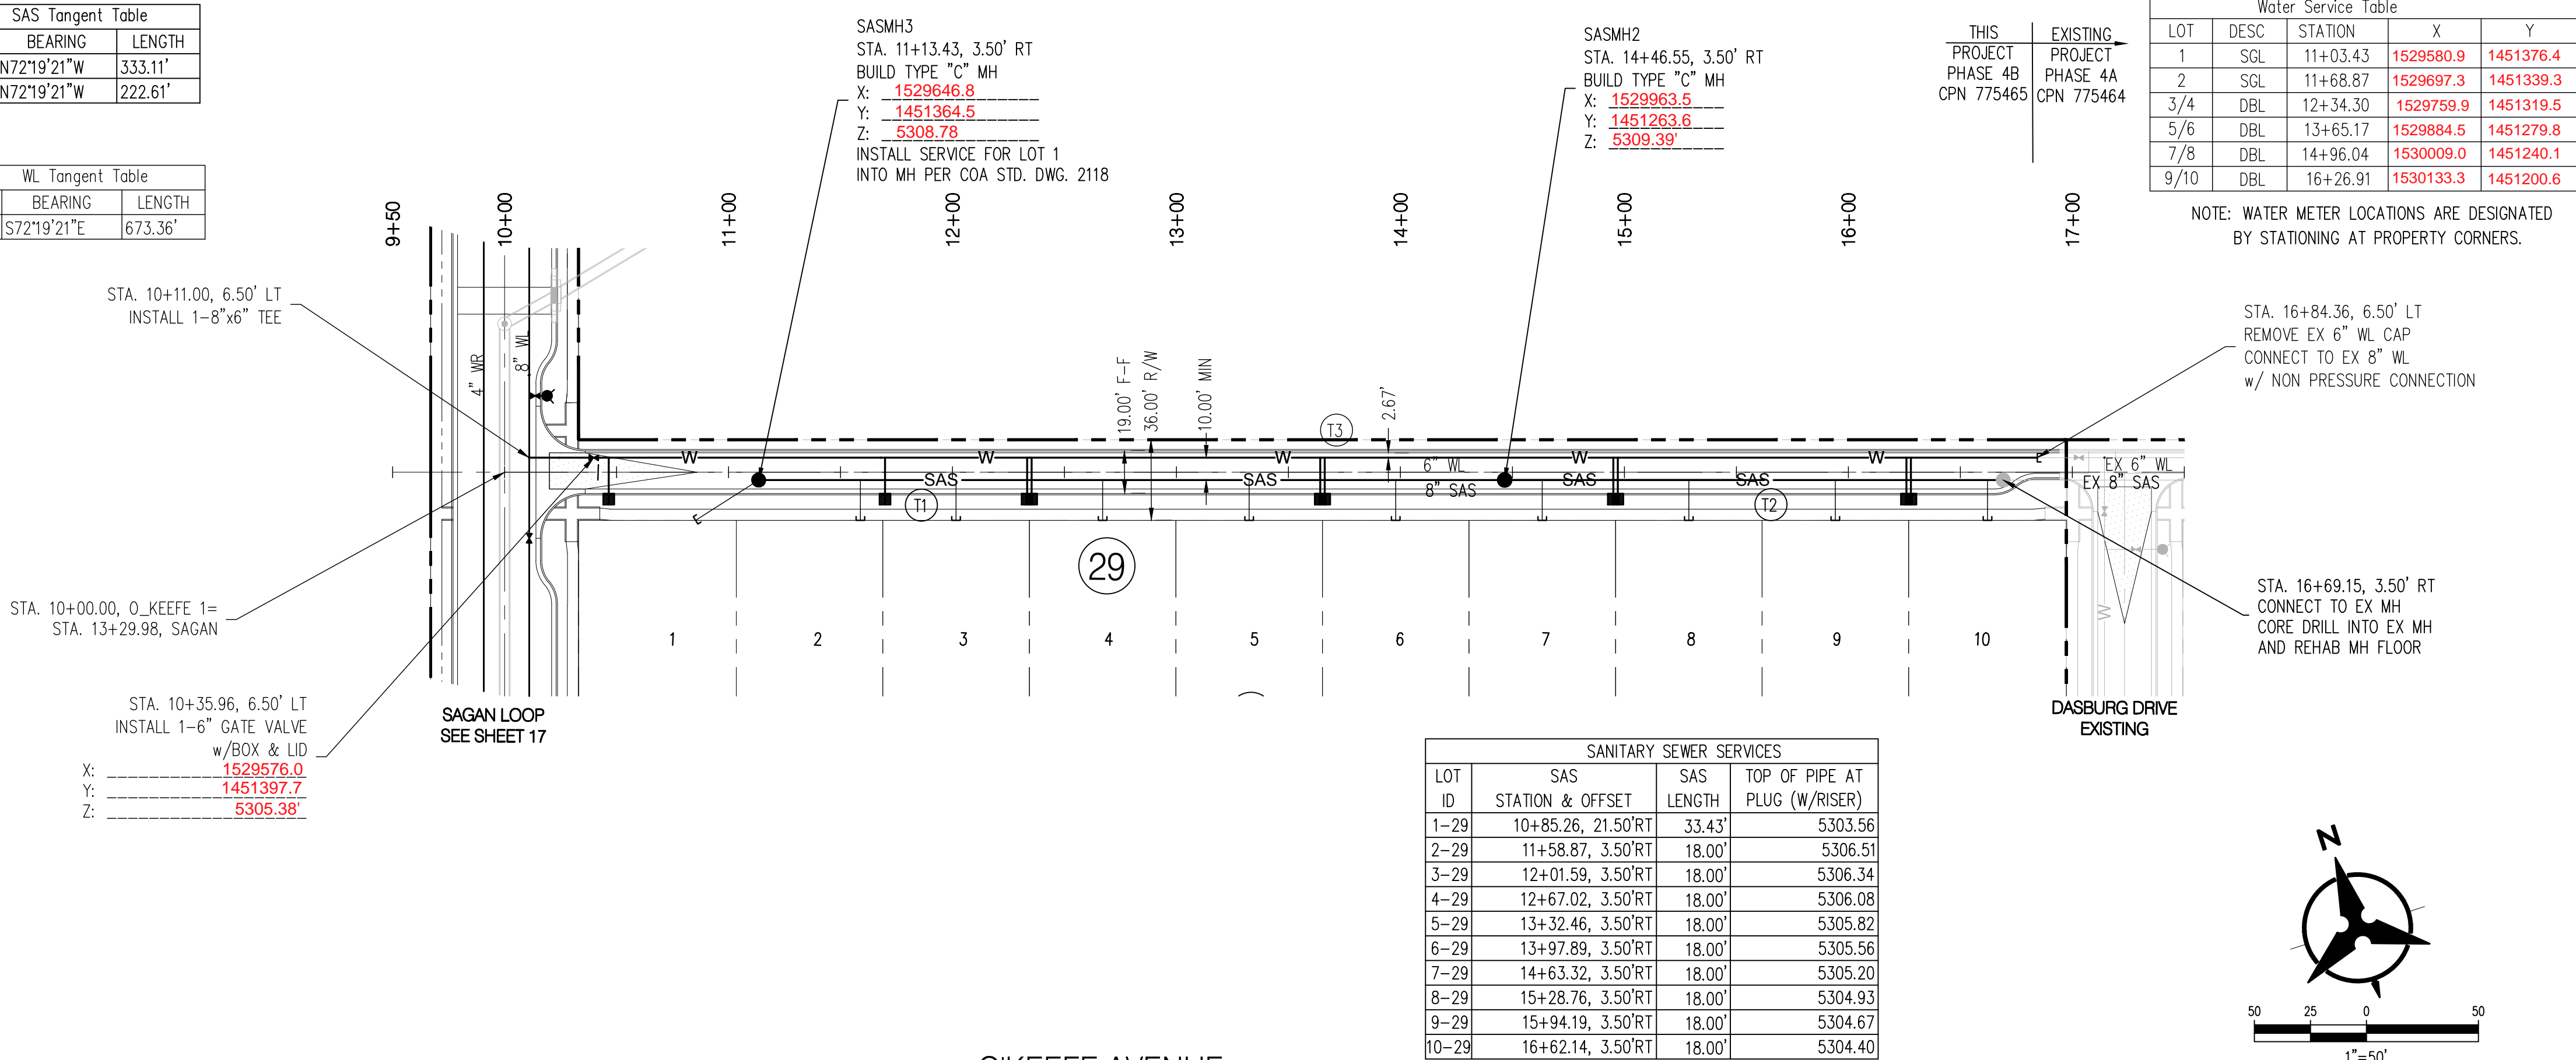 SAS Tangent Table
BEARING LENGTH
N72°19'21"W 333.11'
N72°19'21"W 222.61'
WL Tangent Table
BEARING LENGTH
S72°19'21"E 673.36'
SASMH3
STA. 11+13.43, 3.50' RT
BUILD TYPE "C" MH
X: 1529646.8
Y: 1451364.5
Z: 5308.78
INSTALL SERVICE FOR LOT 1
INTO MH PER COA STD. DWG. 2118
SASMH2
STA. 14+46.55, 3.50' RT
BUILD TYPE "C" MH
X: 1529963.5
Y: 1451263.6
Z: 5309.39'
THIS EXISTING
PROJECT PROJECT
PHASE 4B PHASE 4A
CPN 775465 CPN 775464
Water Service Table
LOT DESC STATION X Y
1 SGL 11+03.43 1529580.9 1451376.4
2 SGL 11+68.87 1529697.3 1451339.3
3/4 DBL 12+34.30 1529759.9 1451319.5
5/6 DBL 13+65.17 1529884.5 1451279.8
7/8 DBL 14+96.04 1530009.0 1451240.1
9/10 DBL 16+26.91 1530133.3 1451200.6
NOTE: WATER METER LOCATIONS ARE DESIGNATED
BY STATIONING AT PROPERTY CORNERS.
9+50 10+00 11+00 12+00 13+00 14+00 15+00 16+00 17+00
STA. 10+11.00, 6.50' LT
INSTALL 1-8"x6" TEE
4" WR
8" WL
19.00' F-F
36.00' R/W
10.00' MIN
2.67'
T3
STA. 16+84.36, 6.50' LT
REMOVE EX 6" WL CAP
CONNECT TO EX 8" WL
w/ NON PRESSURE CONNECTION
W W W W W
6" WL
EX 6" WL
SAS SAS SAS SAS
8" SAS
EX 8" SAS
T1
T2
29
W
STA. 10+00.00, O_KEEFE 1=
STA. 13+29.98, SAGAN
1 2 3 4 5 6 7 8 9 10
STA. 16+69.15, 3.50' RT
CONNECT TO EX MH
CORE DRILL INTO EX MH
AND REHAB MH FLOOR
STA. 10+35.96, 6.50' LT
INSTALL 1-6" GATE VALVE
w/BOX & LID
X: 1529576.0
Y: 1451397.7
Z: 5305.38'
SAGAN LOOP
SEE SHEET 17
DASBURG DRIVE
EXISTING
SANITARY SEWER SERVICES
LOT SAS SAS TOP OF PIPE AT
ID STATION & OFFSET LENGTH PLUG (W/RISER)
1-29 10+85.26, 21.50'RT 33.43' 5303.56
2-29 11+58.87, 3.50'RT 18.00' 5306.51
3-29 12+01.59, 3.50'RT 18.00' 5306.34
4-29 12+67.02, 3.50'RT 18.00' 5306.08
5-29 13+32.46, 3.50'RT 18.00' 5305.82
6-29 13+97.89, 3.50'RT 18.00' 5305.56
7-29 14+63.32, 3.50'RT 18.00' 5305.20
8-29 15+28.76, 3.50'RT 18.00' 5304.93
9-29 15+94.19, 3.50'RT 18.00' 5304.67
10-29 16+62.14, 3.50'RT 18.00' 5304.40
N
50 25 0 50
1"=50'
O'KEEFE AVENUE